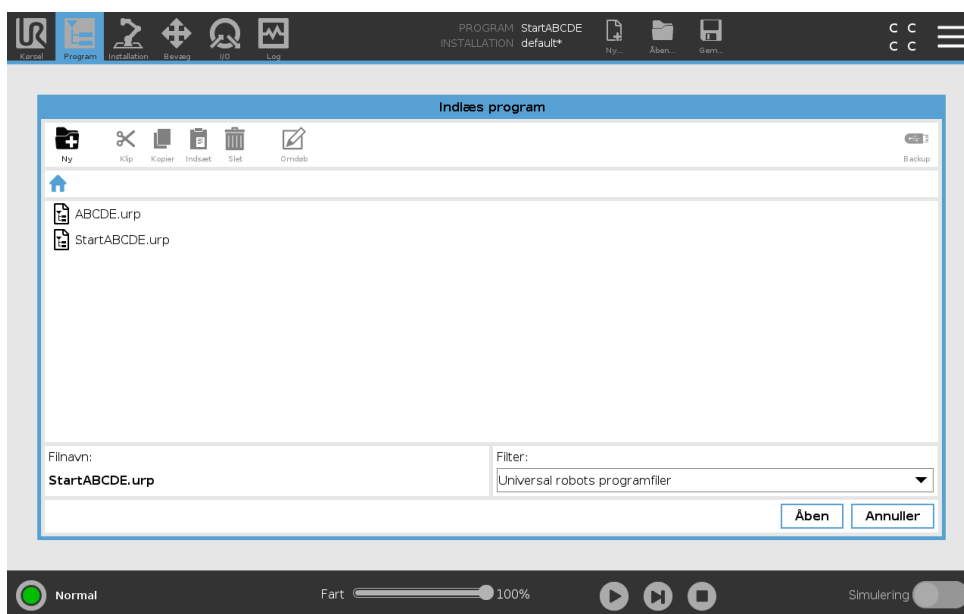 UR
PROGRAM StartABCDE
INSTALLATION default*
Kørsel Program Installation Bevæg I/O Log Ny... Åben... Gem...
C C
C C
Indlæs program
Ny Klip Kopier Indsæt Slet Omdøb Backup
ABCDE.urp
StartABCDE.urp
Filnavn: Filter:
StartABCDE.urp Universal robots programfiler
Åben Annuller
Normal Fart 100% Simulering